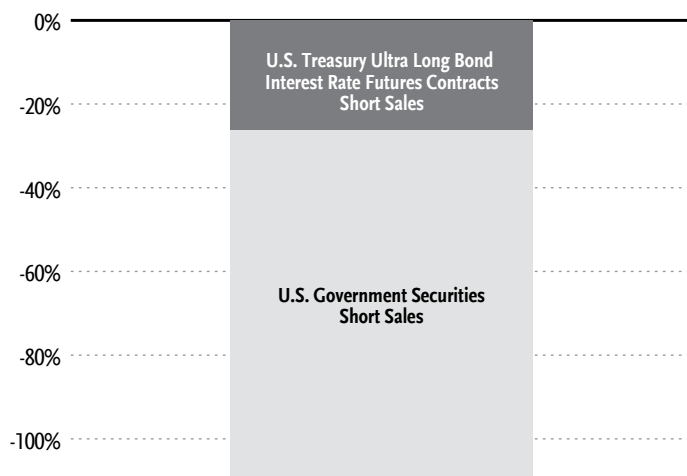 0%
U.S. Treasury Ultra Long Bond
Interest Rate Futures Contracts
Short Sales
-20%
-40%
-60%
U.S. Government Securities
Short Sales
-80%
-100%